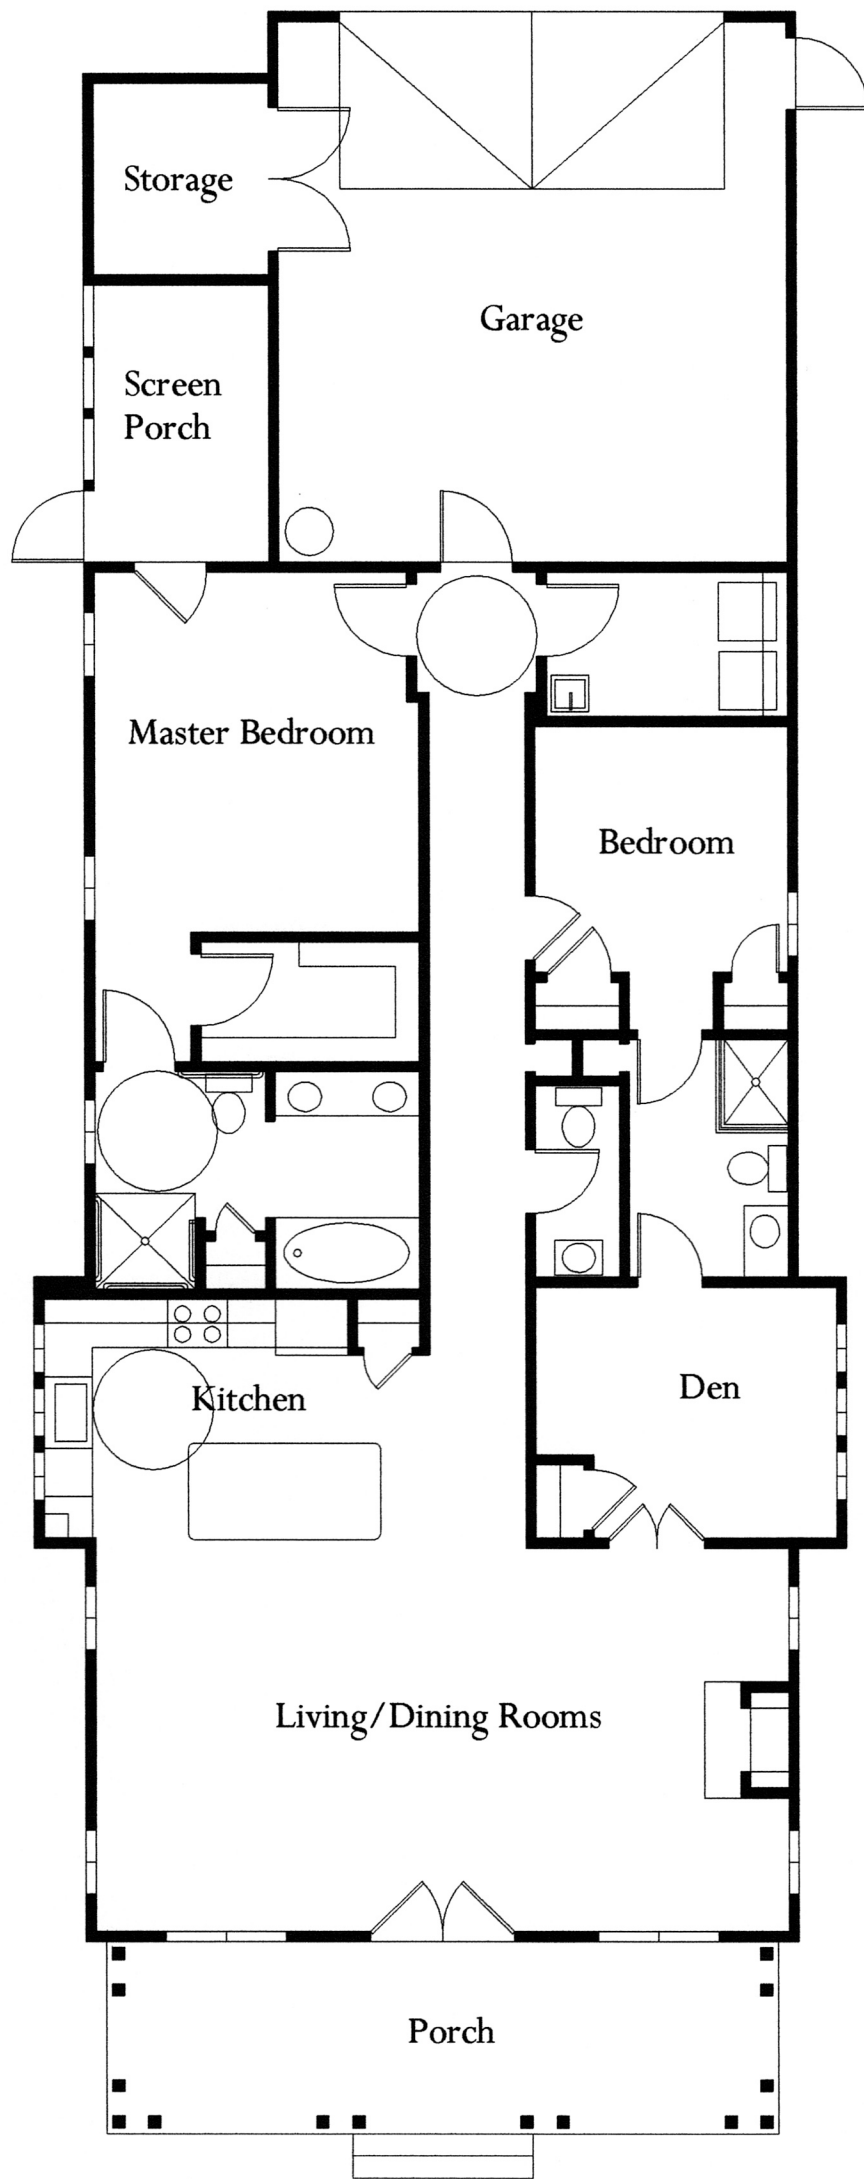 Storage
Garage
Screen
Porch
Master Bedroom
Bedroom
Kitchen
Den
Living/Dining Rooms
Porch